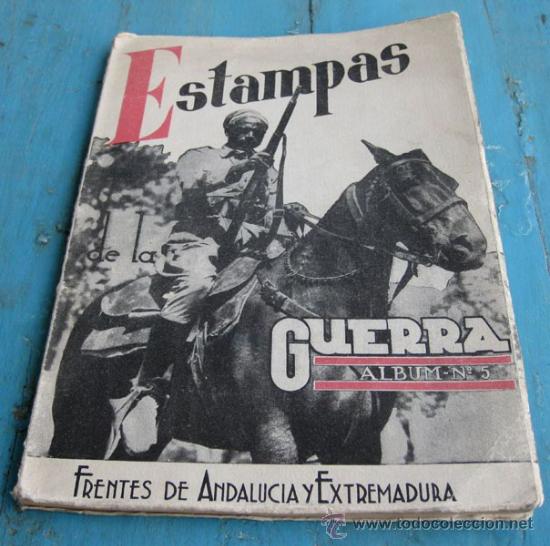 Estampas
de la
GUERRA
ALBUM-Nº 5
FRENTES DE ANDALUCIA Y EXTREMADURA
www.todocoleccion.net